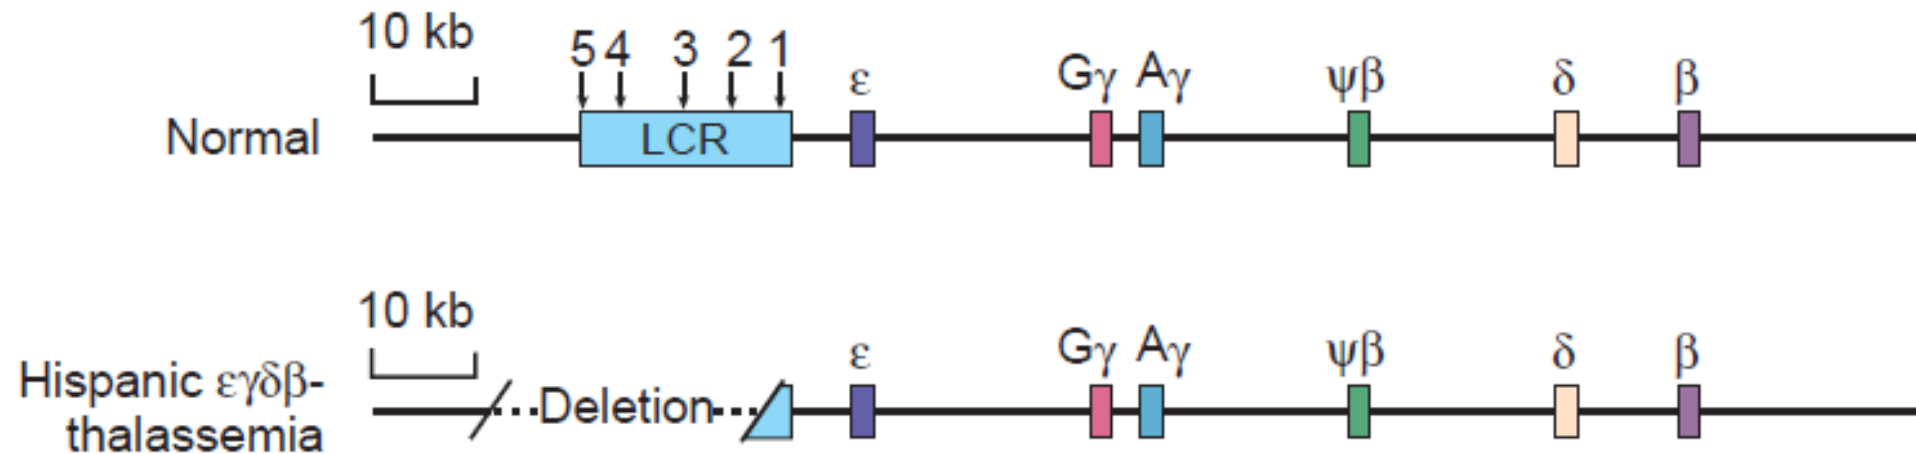 10 kb
5 4 3 2 1
ε Gγ Aγ ψβ δ β
Normal
LCR
10 kb
ε Gγ Aγ ψβ δ β
Hispanic εγδβ-
thalassemia
Deletion